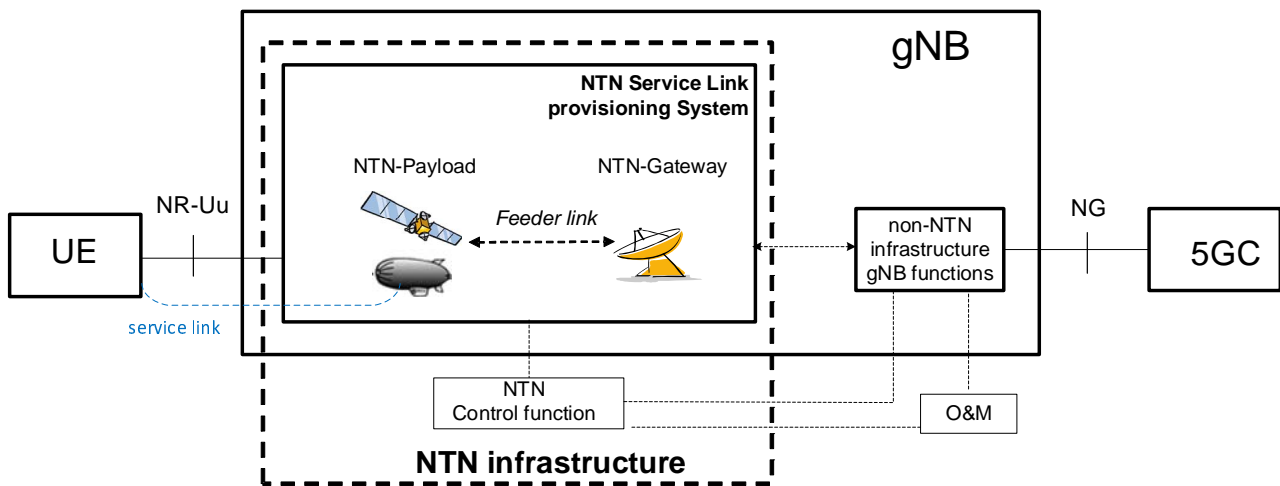 gNB
NTN Service Link
provisioning System
NTN-Payload
NTN-Gateway
NR-Uu
Feeder link
NG
UE
non-NTN
infrastructure
gNB functions
5GC
service link
NTN
Control function
O&M
NTN infrastructure